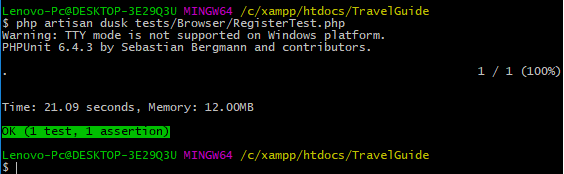 Lenovo-Pc@DESKTOP-3E29Q3U MINGW64 /c/xampp/htdocs/TravelGuide
$ php artisan dusk tests/Browser/RegisterTest.php
Warning: TTY mode is not supported on Windows platform.
PHPUnit 6.4.3 by Sebastian Bergmann and contributors.
. 1 / 1 (100%)
Time: 21.09 seconds, Memory: 12.00MB
OK (1 test, 1 assertion)
Lenovo-Pc@DESKTOP-3E29Q3U MINGW64 /c/xampp/htdocs/TravelGuide
$